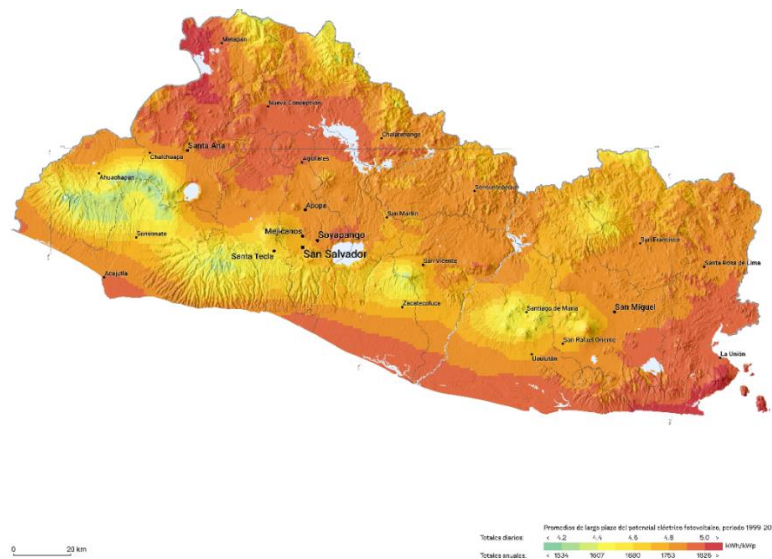 Metapán
Nueva Concepción
Chalatenango
Santa Ana
Chalchuapa
Aguilares
Ahuachapán
Sensuntepeque
Apopa
San Martín
Sonsonate
Mejicanos
Soyapango
San Francisco
Santa Tecla
San Salvador
San Vicente
Santa Rosa de Lima
Acajutla
Zacatecoluca
Santiago de María
San Miguel
San Rafael Oriente
Usulután
La Unión
Promedios de largo plazo del potencial eléctrico fotovoltaico, período 1999 20
Totales diarios: < 4.2 4.4 4.6 4.8 5.0 >
kWh/kWp
Totales anuales: < 1534 1607 1680 1753 1826 >
0 20 km